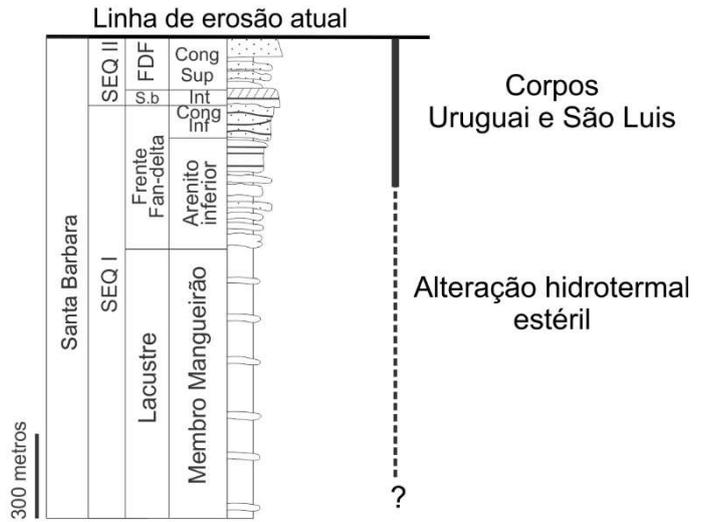 Linha de erosão atual
SEQ II
FDF
Cong
Sup
S.b
Int
Cong
Inf
Corpos
Uruguai e São Luis
Frente
Fan-delta
Arenito
inferior
Santa Barbara
SEQ I
Lacustre
Membro Mangueirão
Alteração hidrotermal
estéril
300 metros
?